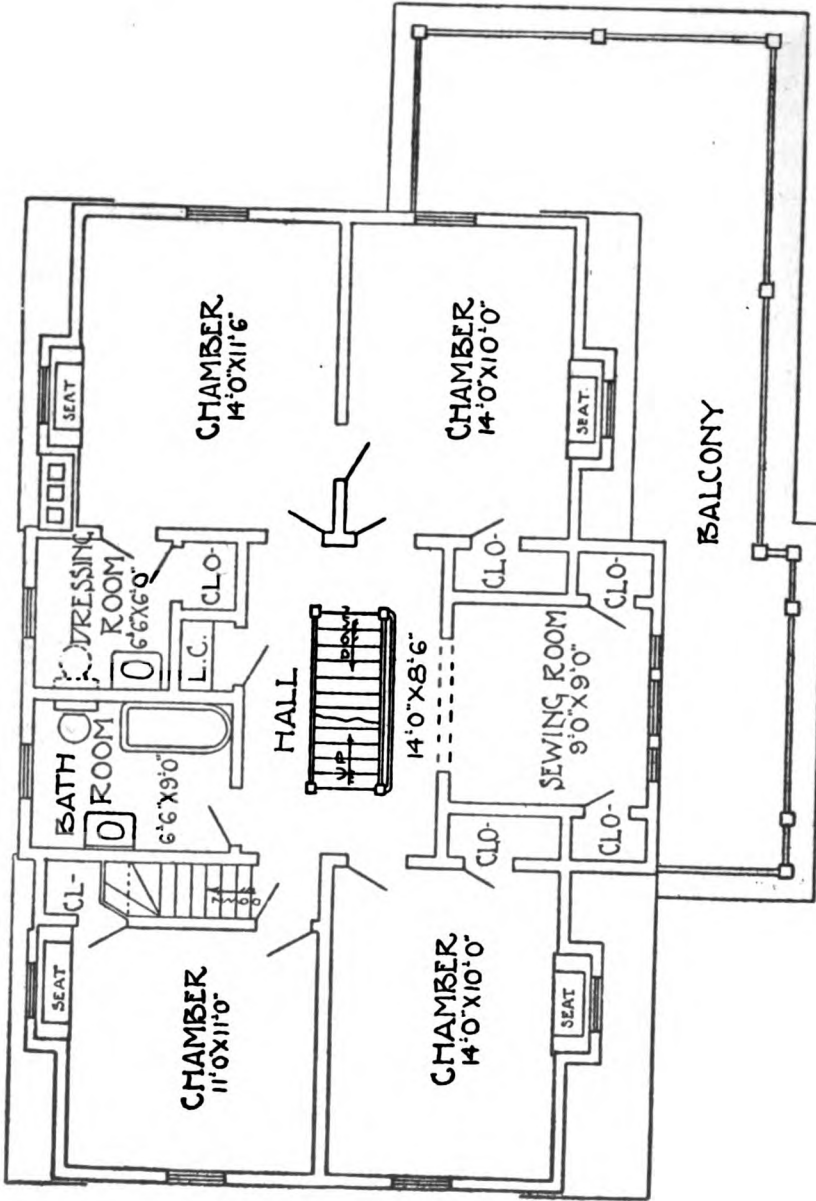 SEAT
CL-
CHAMBER
11'0"X11'0"
DOWN
BATH
ROOM
6'6"X9'0"
DRESSING
ROOM
6'6"X6'0"
L.C.
CLO-
SEAT
CHAMBER
14'0"X11'6"
HALL
UP
DOWN
14'0"X8'6"
CHAMBER
14'0"X10'0"
SEAT
CLO-
CLO-
SEWING ROOM
9'0"X9'0"
CLO-
CLO-
CHAMBER
14'0"X10'0"
SEAT.
BALCONY